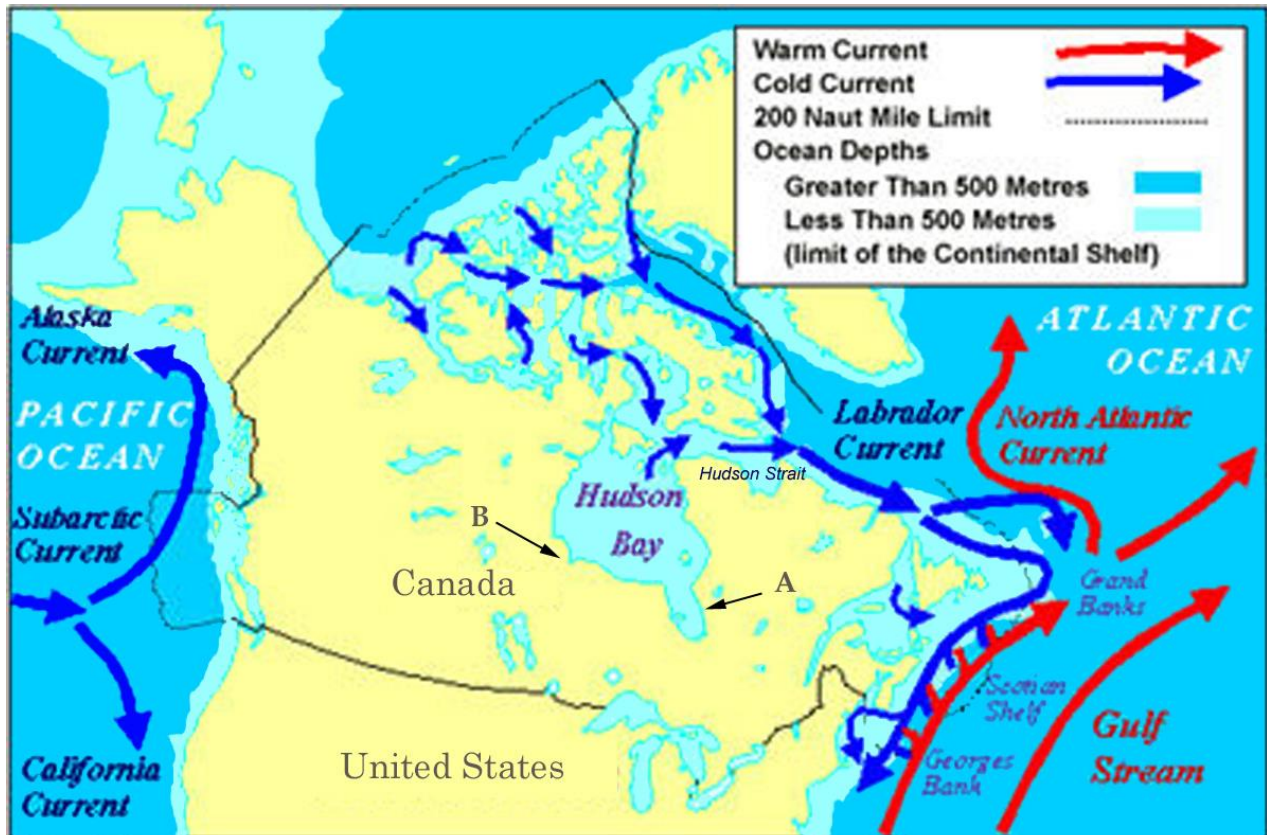 Warm Current
Cold Current
200 Naut Mile Limit
Ocean Depths
Greater Than 500 Metres
Less Than 500 Metres
(limit of the Continental Shelf)
Alaska
Current
PACIFIC
OCEAN
Subarctic
Current
California
Current
ATLANTIC
OCEAN
Labrador
Current
North Atlantic
Current
Hudson Strait
Hudson
Bay
B
A
Canada
United States
Grand
Banks
Scotian
Shelf
Georges
Bank
Gulf
Stream